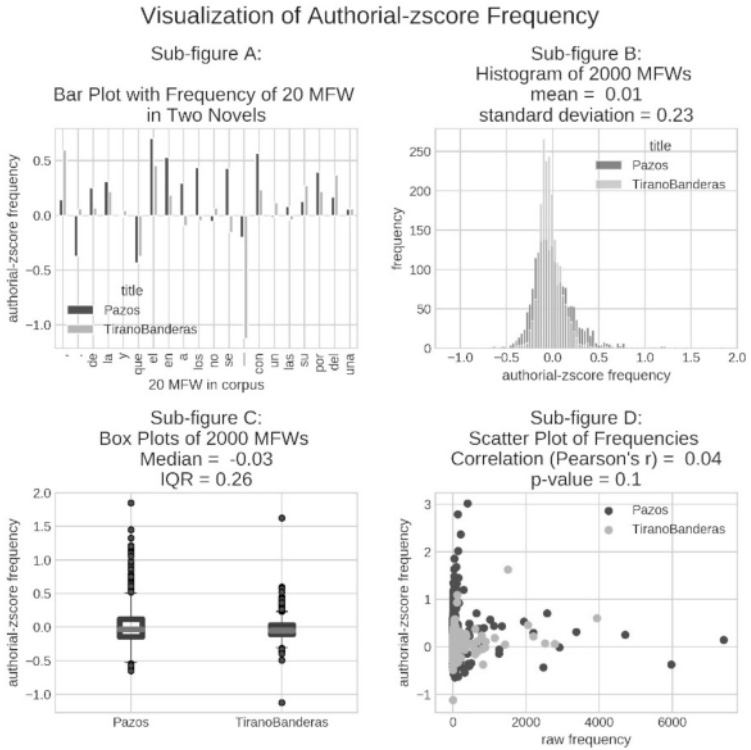 Visualization of Authorial-zscore Frequency
Sub-figure A:
Bar Plot with Frequency of 20 MFW
in Two Novels
authorial-zscore frequency
0.5
0.0
−0.5
−1.0
title
Pazos
TiranoBanderas
,
.
de
la
y
que
el
en
a
los
no
se
—
con
un
las
su
por
del
una
20 MFW in corpus
Sub-figure B:
Histogram of 2000 MFWs
mean = 0.01
standard deviation = 0.23
frequency
250
200
150
100
50
0
title
Pazos
TiranoBanderas
−1.0
−0.5
0.0
0.5
1.0
1.5
2.0
authorial-zscore frequency
Sub-figure C:
Box Plots of 2000 MFWs
Median = -0.03
IQR = 0.26
authorial-zscore frequency
2.0
1.5
1.0
0.5
0.0
−0.5
−1.0
Pazos
TiranoBanderas
Sub-figure D:
Scatter Plot of Frequencies
Correlation (Pearson's r) = 0.04
p-value = 0.1
authorial-zscore frequency
3
2
1
0
−1
Pazos
TiranoBanderas
0
2000
4000
6000
raw frequency